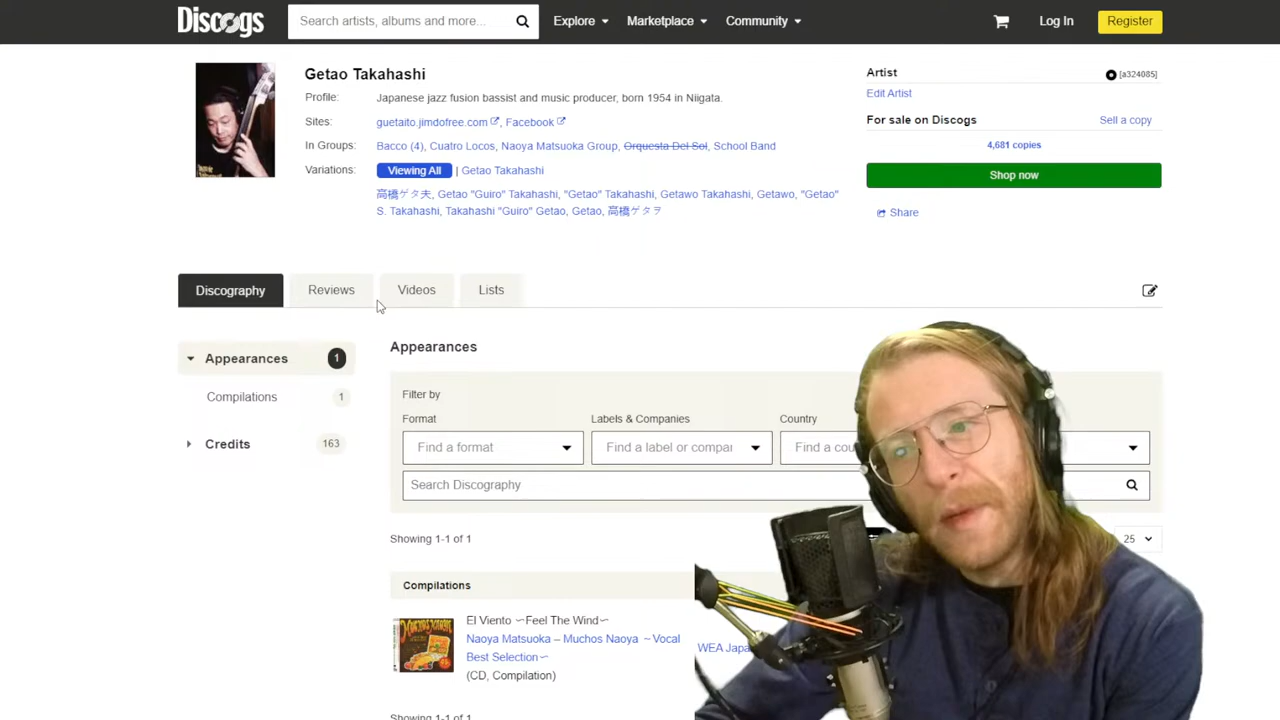 Discogs
Search artists, albums and more...
Explore
Marketplace
Community
Log In
Register
Getao Takahashi
Profile: Japanese jazz fusion bassist and music producer, born 1954 in Niigata.
Sites: guetaito.jimdofree.com, Facebook
In Groups: Bacco (4), Cuatro Locos, Naoya Matsuoka Group, Orquesta Del Sol, School Band
Variations: Viewing All | Getao Takahashi
高橋ゲタ夫, Getao "Guiro" Takahashi, "Getao" Takahashi, Getawo Takahashi, Getawo, "Getao"
S. Takahashi, Takahashi "Guiro" Getao, Getao, 高橋ゲタヲ
Artist
[a324085]
Edit Artist
For sale on Discogs
Sell a copy
4,681 copies
Shop now
Share
Discography
Reviews
Videos
Lists
Appearances 1
Compilations 1
Credits 163
Appearances
Filter by
Format
Labels & Companies
Country
Find a format
Find a label or compar
Find a cou
Search Discography
Showing 1-1 of 1
25
Compilations
El Viento ~Feel The Wind~
Naoya Matsuoka – Muchos Naoya ~Vocal
Best Selection~
(CD, Compilation)
WEA Japa
Showing 1-1 of 1